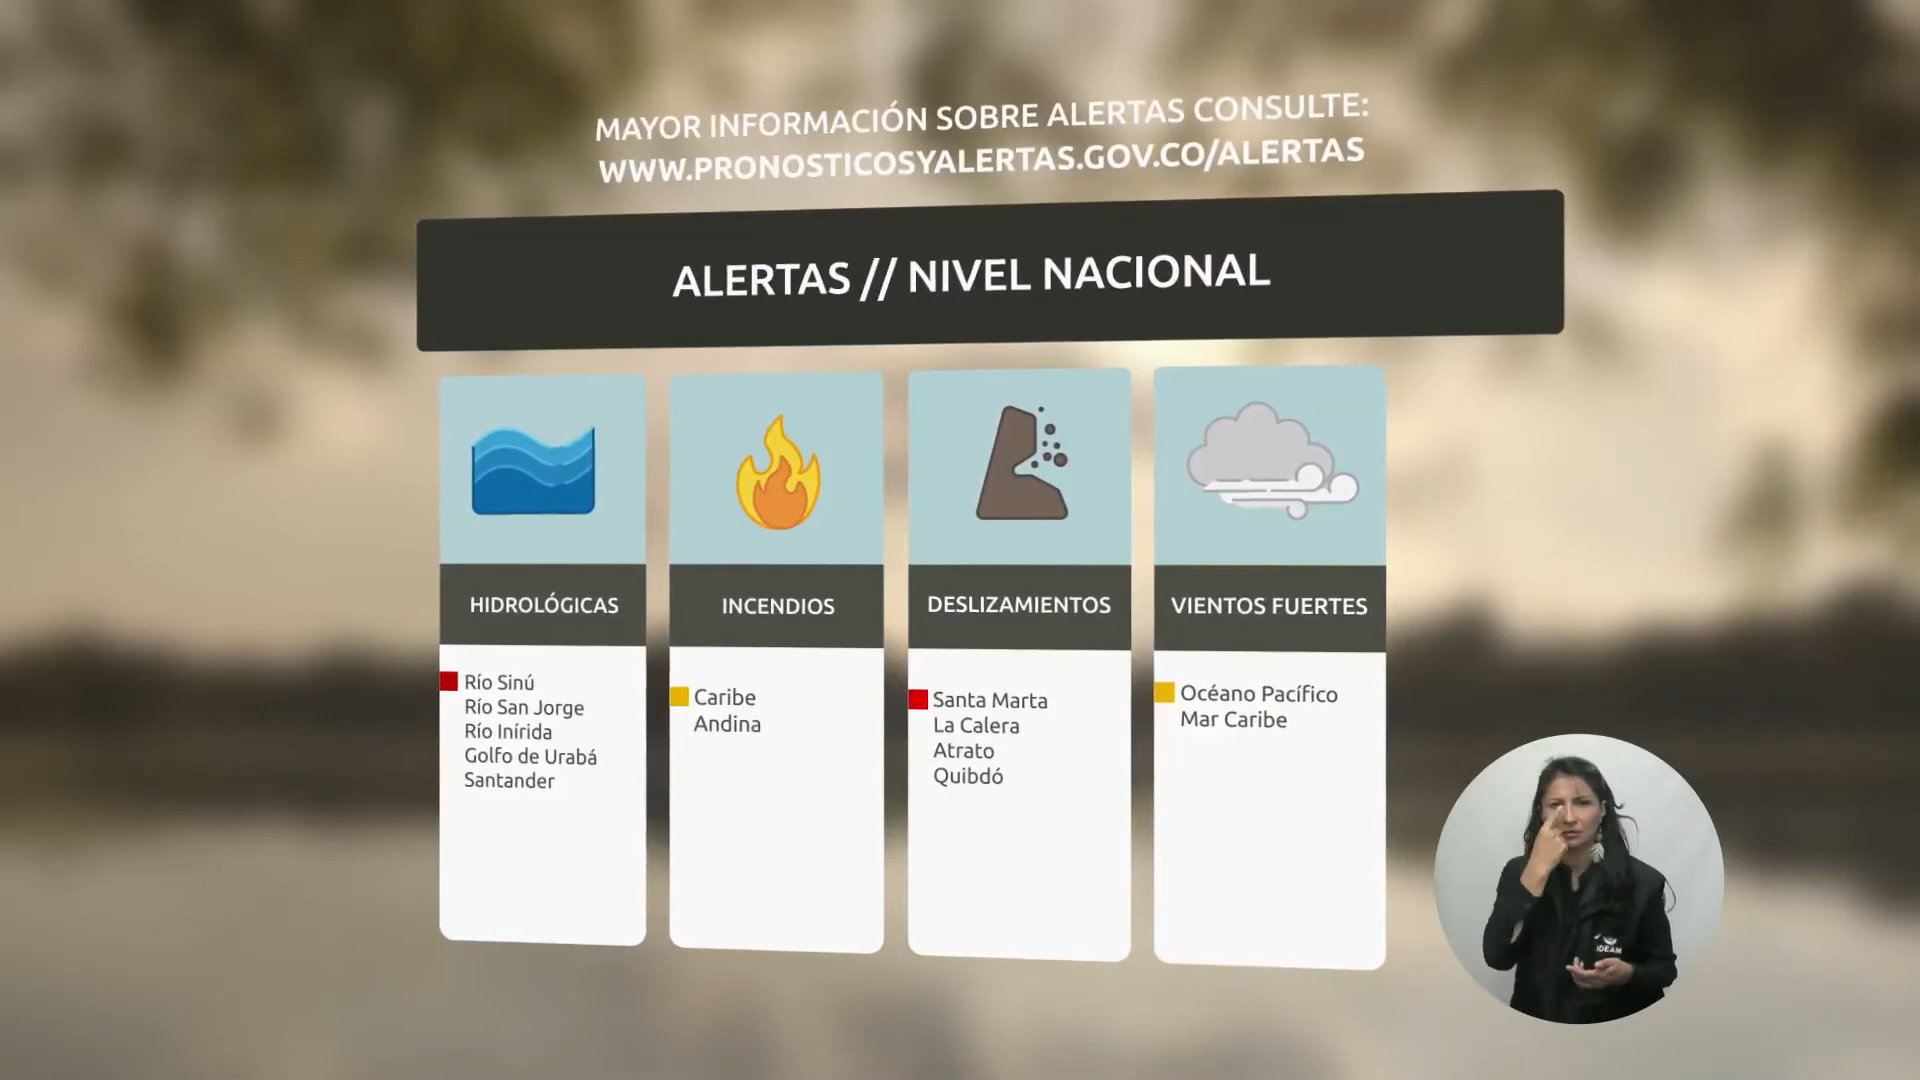 MAYOR INFORMACIÓN SOBRE ALERTAS CONSULTE:
WWW.PRONOSTICOSYALERTAS.GOV.CO/ALERTAS
ALERTAS // NIVEL NACIONAL
HIDROLÓGICAS
Río Sinú
Río San Jorge
Río Inírida
Golfo de Urabá
Santander
INCENDIOS
Caribe
Andina
DESLIZAMIENTOS
Santa Marta
La Calera
Atrato
Quibdó
VIENTOS FUERTES
Océano Pacífico
Mar Caribe
IDEAM